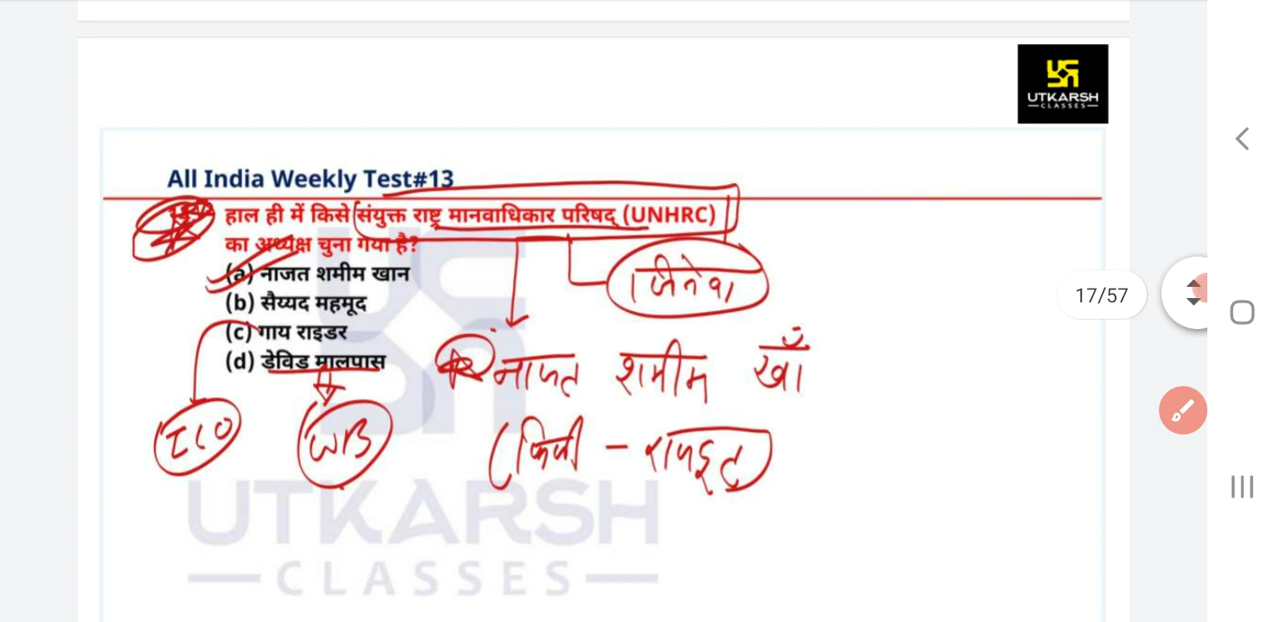 UTKARSH
CLASSES
All India Weekly Test#13
हाल ही में किसे संयुक्त राष्ट्र मानवाधिकार परिषद् (UNHRC)
का अध्यक्ष चुना गया है?
(a) नाजत शमीम खान
(b) सैय्यद महमूद
(c) गाय राइडर
(d) डेविड मालपास
जीनेवा
17/57
नाजत शमीम खाँ
ILO
WB
(फिजी -
UTKARSH
CLASSES